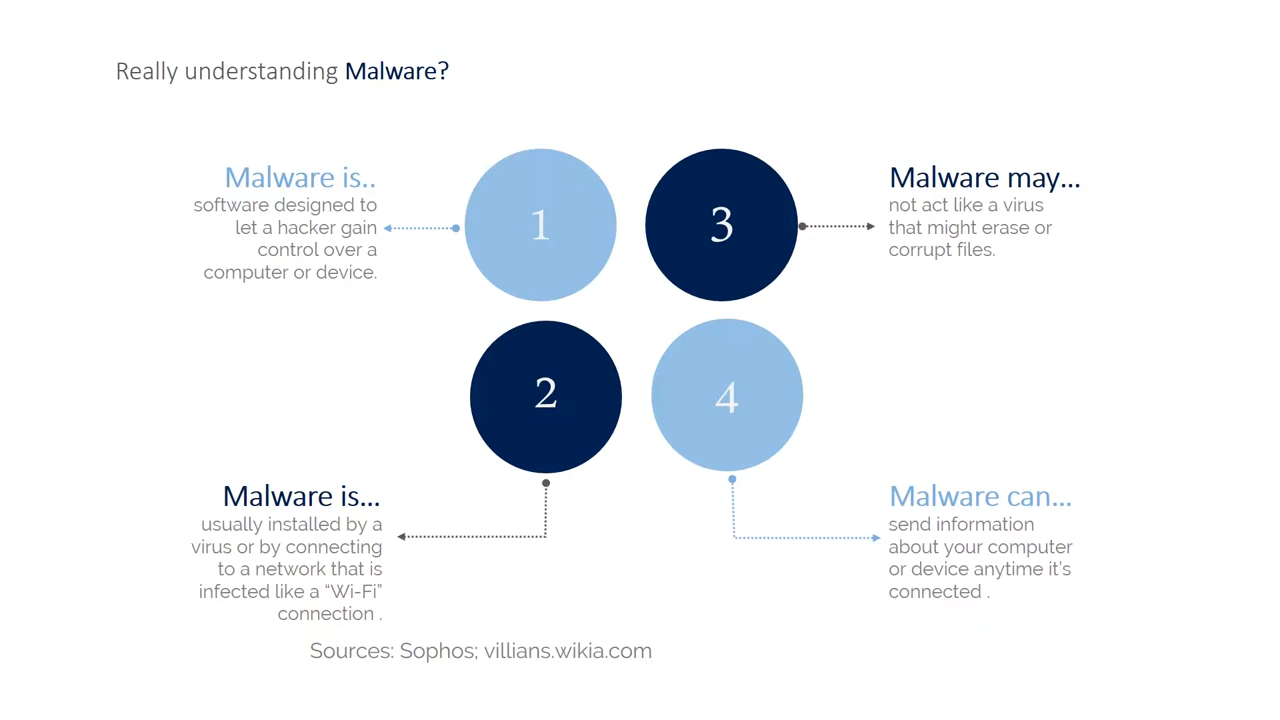 Really understanding Malware?
1
Malware is..
software designed to
let a hacker gain
control over a
computer or device.
2
Malware is...
usually installed by a
virus or by connecting
to a network that is
infected like a “Wi-Fi”
connection .
3
Malware may...
not act like a virus
that might erase or
corrupt files.
4
Malware can...
send information
about your computer
or device anytime it’s
connected .
Sources: Sophos; villians.wikia.com